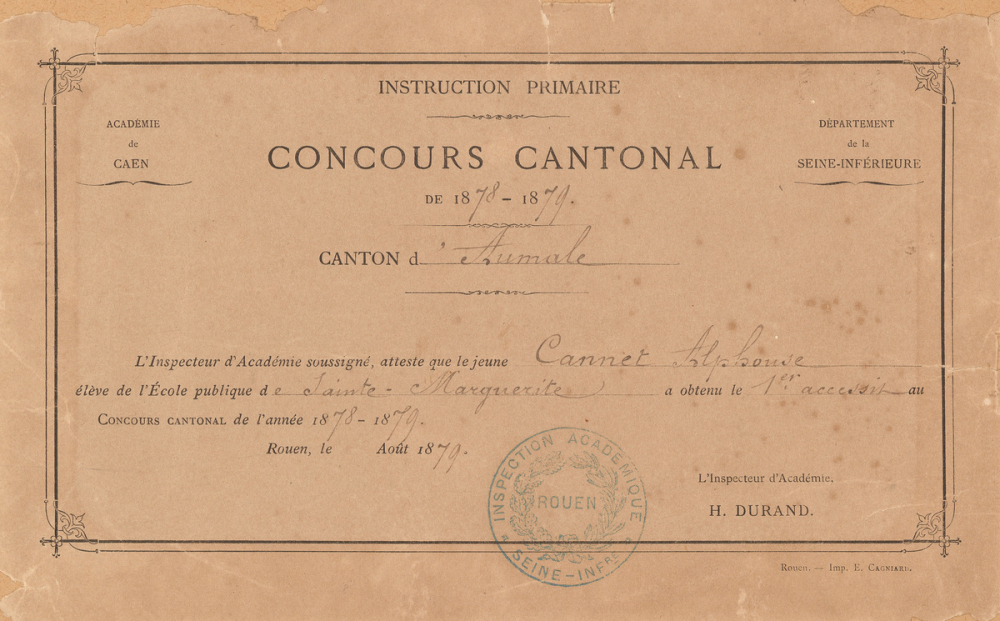 INSTRUCTION PRIMAIRE
ACADÉMIE
de
CAEN
DÉPARTEMENT
de la
SEINE-INFÉRIEURE
CONCOURS CANTONAL
DE 1878 - 1879.
CANTON d'Aumale
L'Inspecteur d'Académie soussigné, atteste que le jeune Cannet Alphonse
élève de l'École publique de Sainte-Marguerite a obtenu le 1er accessit au
CONCOURS CANTONAL de l'année 1878 - 1879.
Rouen, le Août 1879.
INSPECTION ACADÉMIQUE
ROUEN
SEINE-INFRE
L'Inspecteur d'Académie,
H. DURAND.
Rouen. — Imp. E. CAGNIARD.